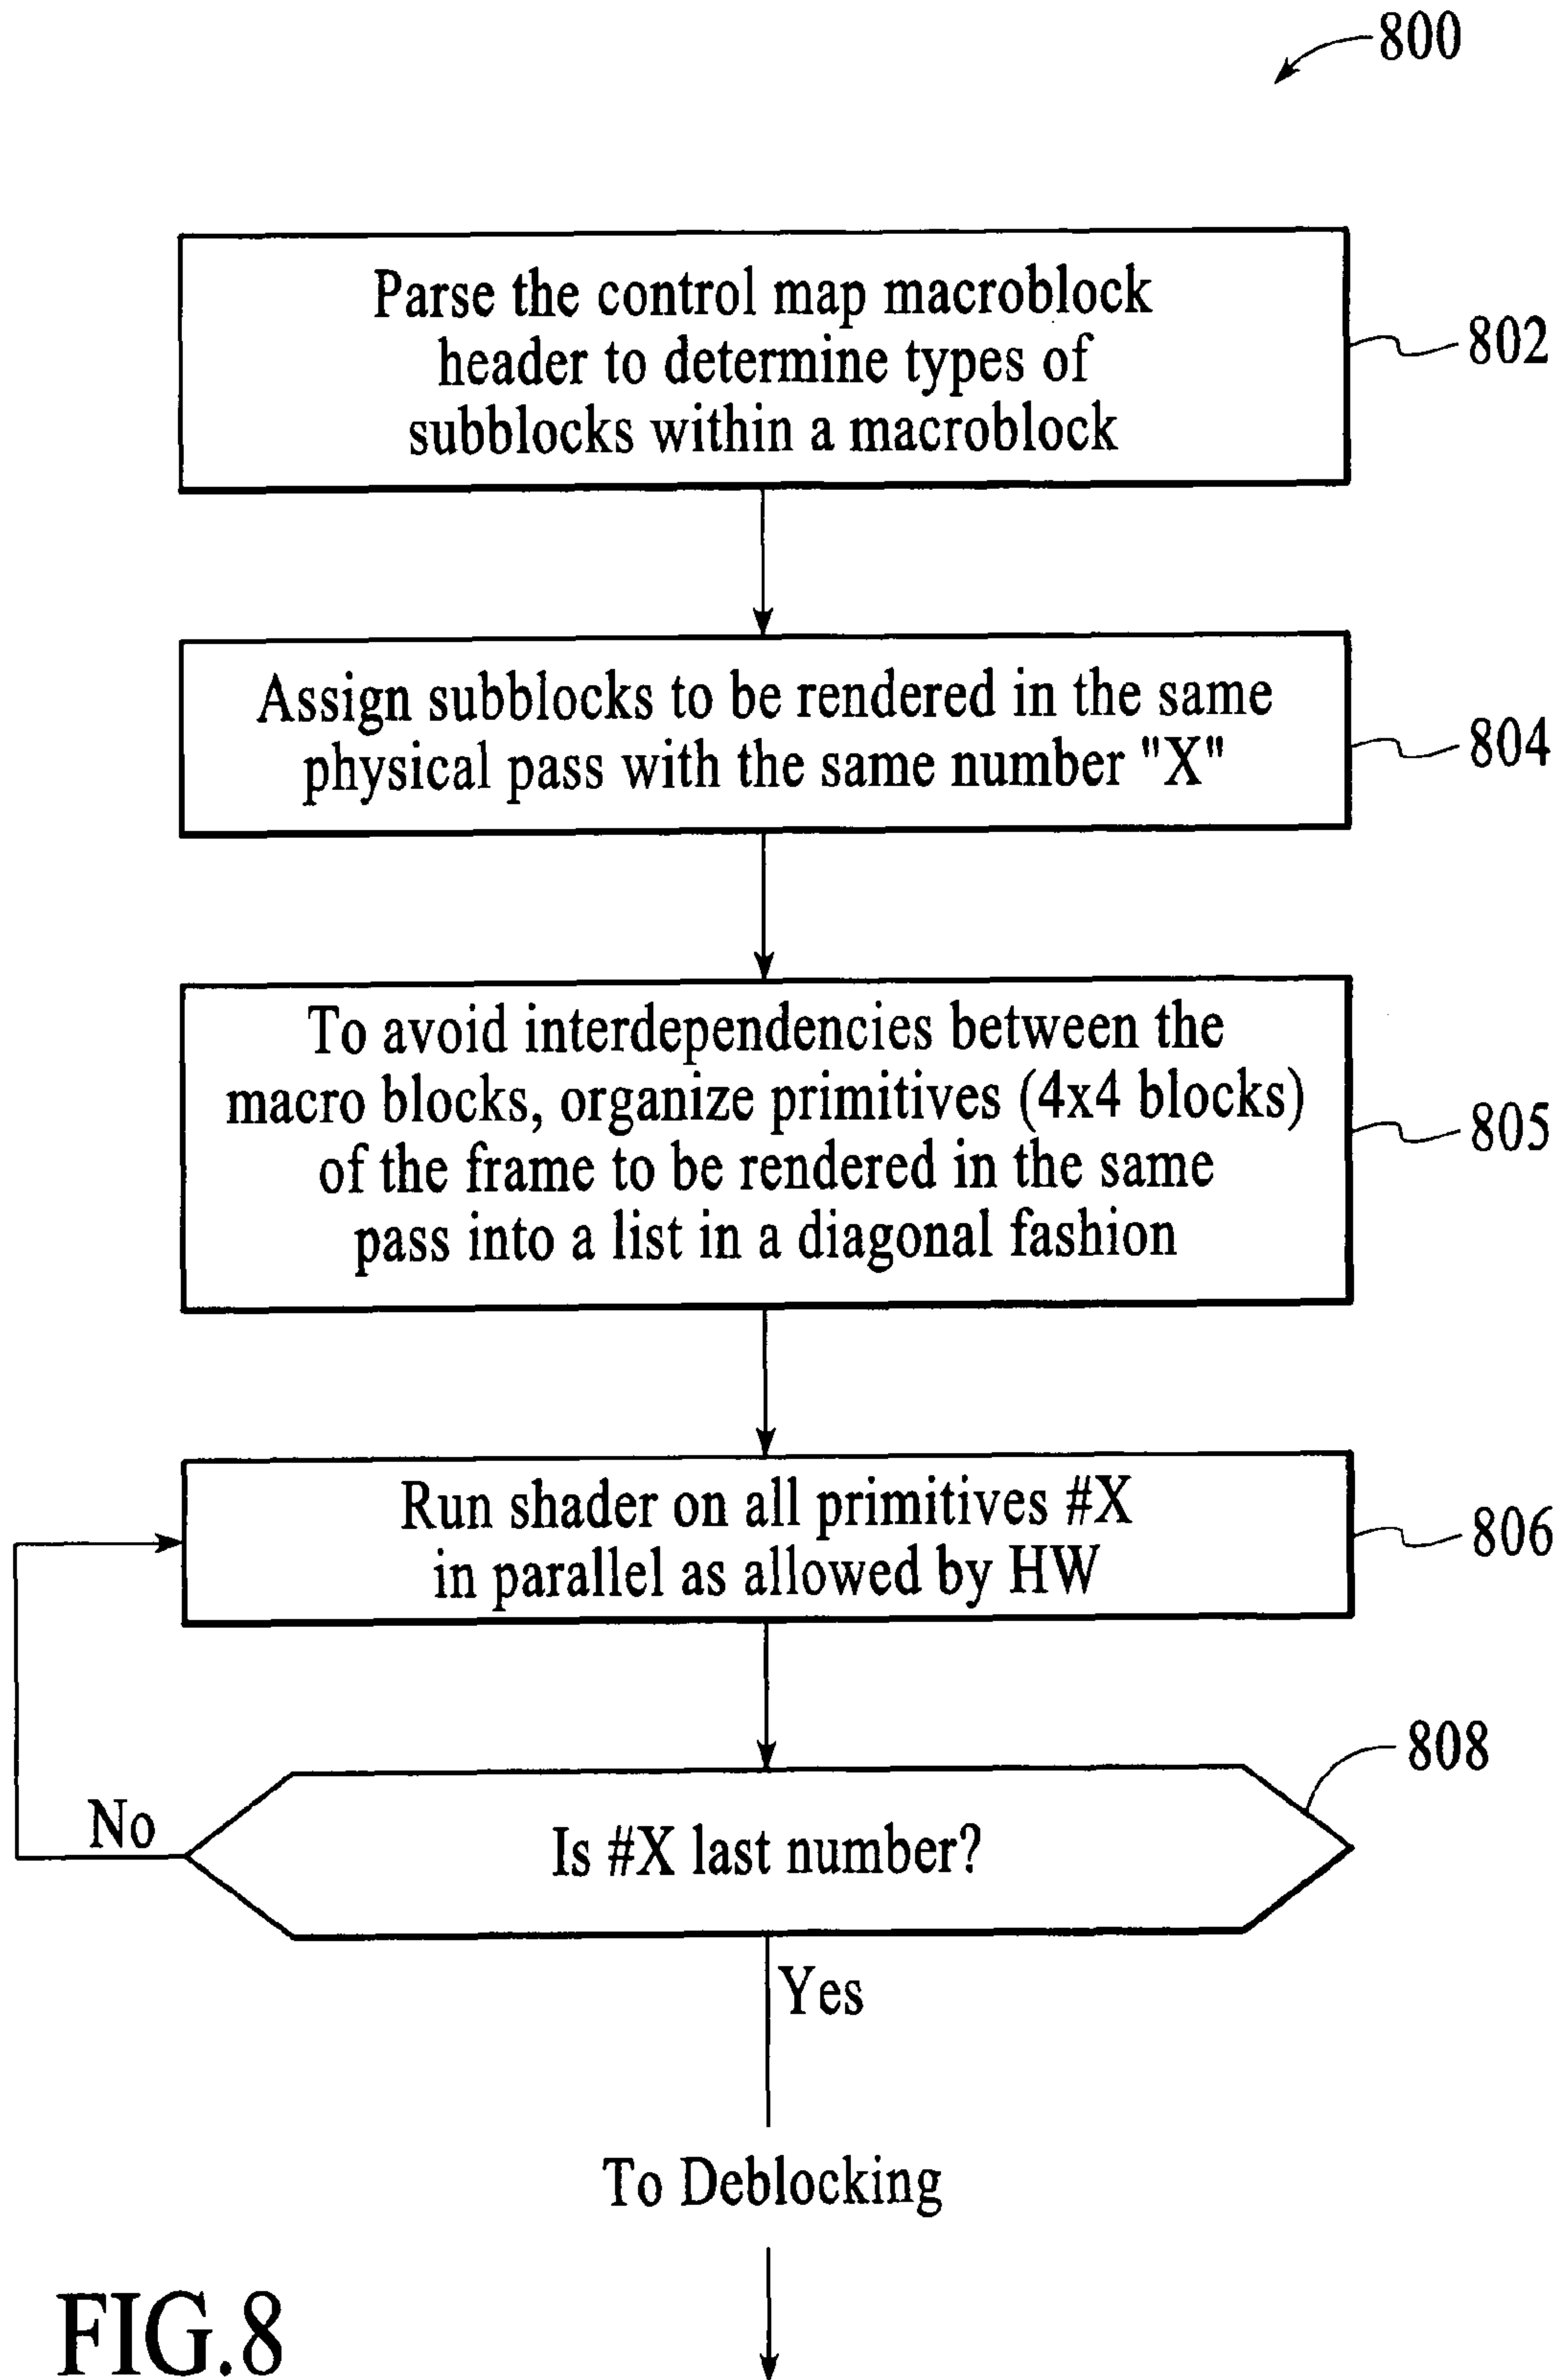 800
Parse the control map macroblock
header to determine types of
subblocks within a macroblock
802
Assign subblocks to be rendered in the same
physical pass with the same number "X"
804
To avoid interdependencies between the
macro blocks, organize primitives (4x4 blocks)
of the frame to be rendered in the same
pass into a list in a diagonal fashion
805
Run shader on all primitives #X
in parallel as allowed by HW
806
808
No
Is #X last number?
Yes
To Deblocking
FIG.8